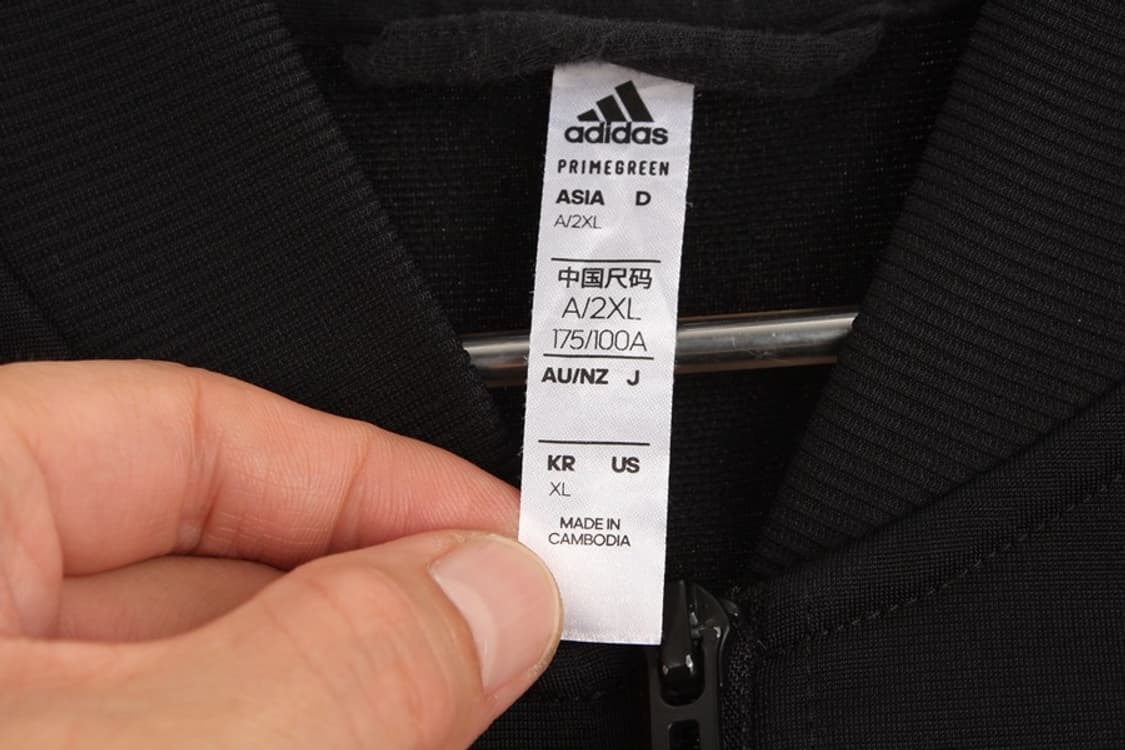 adidas
PRIMEGREEN
ASIA D
A/2XL
中国尺码
A/2XL
175/100A
AU/NZ J
KR US
XL
MADE IN
CAMBODIA